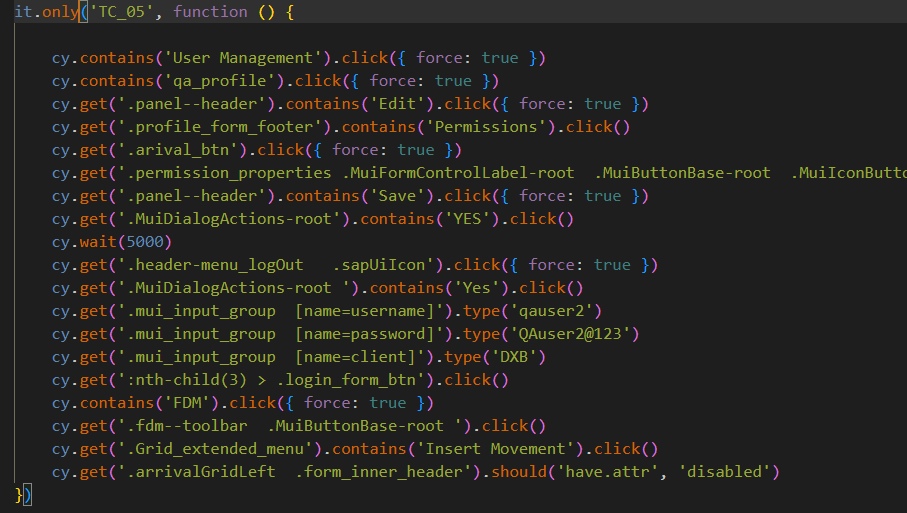 it.only('TC_05', function () {
cy.contains('User Management').click({ force: true })
cy.contains('qa_profile').click({ force: true })
cy.get('.panel--header').contains('Edit').click({ force: true })
cy.get('.profile_form_footer').contains('Permissions').click()
cy.get('.arival_btn').click({ force: true })
cy.get('.permission_properties .MuiFormControlLabel-root  .MuiButtonBase-root  .MuiIconButto
cy.get('.panel--header').contains('Save').click({ force: true })
cy.get('.MuiDialogActions-root').contains('YES').click()
cy.wait(5000)
cy.get('.header-menu_logOut   .sapUiIcon').click({ force: true })
cy.get('.MuiDialogActions-root ').contains('Yes').click()
cy.get('.mui_input_group  [name=username]').type('qauser2')
cy.get('.mui_input_group  [name=password]').type('QAuser2@123')
cy.get('.mui_input_group  [name=client]').type('DXB')
cy.get(':nth-child(3) > .login_form_btn').click()
cy.contains('FDM').click({ force: true })
cy.get('.fdm--toolbar  .MuiButtonBase-root ').click()
cy.get('.Grid_extended_menu').contains('Insert Movement').click()
cy.get('.arrivalGridLeft  .form_inner_header').should('have.attr', 'disabled')
})